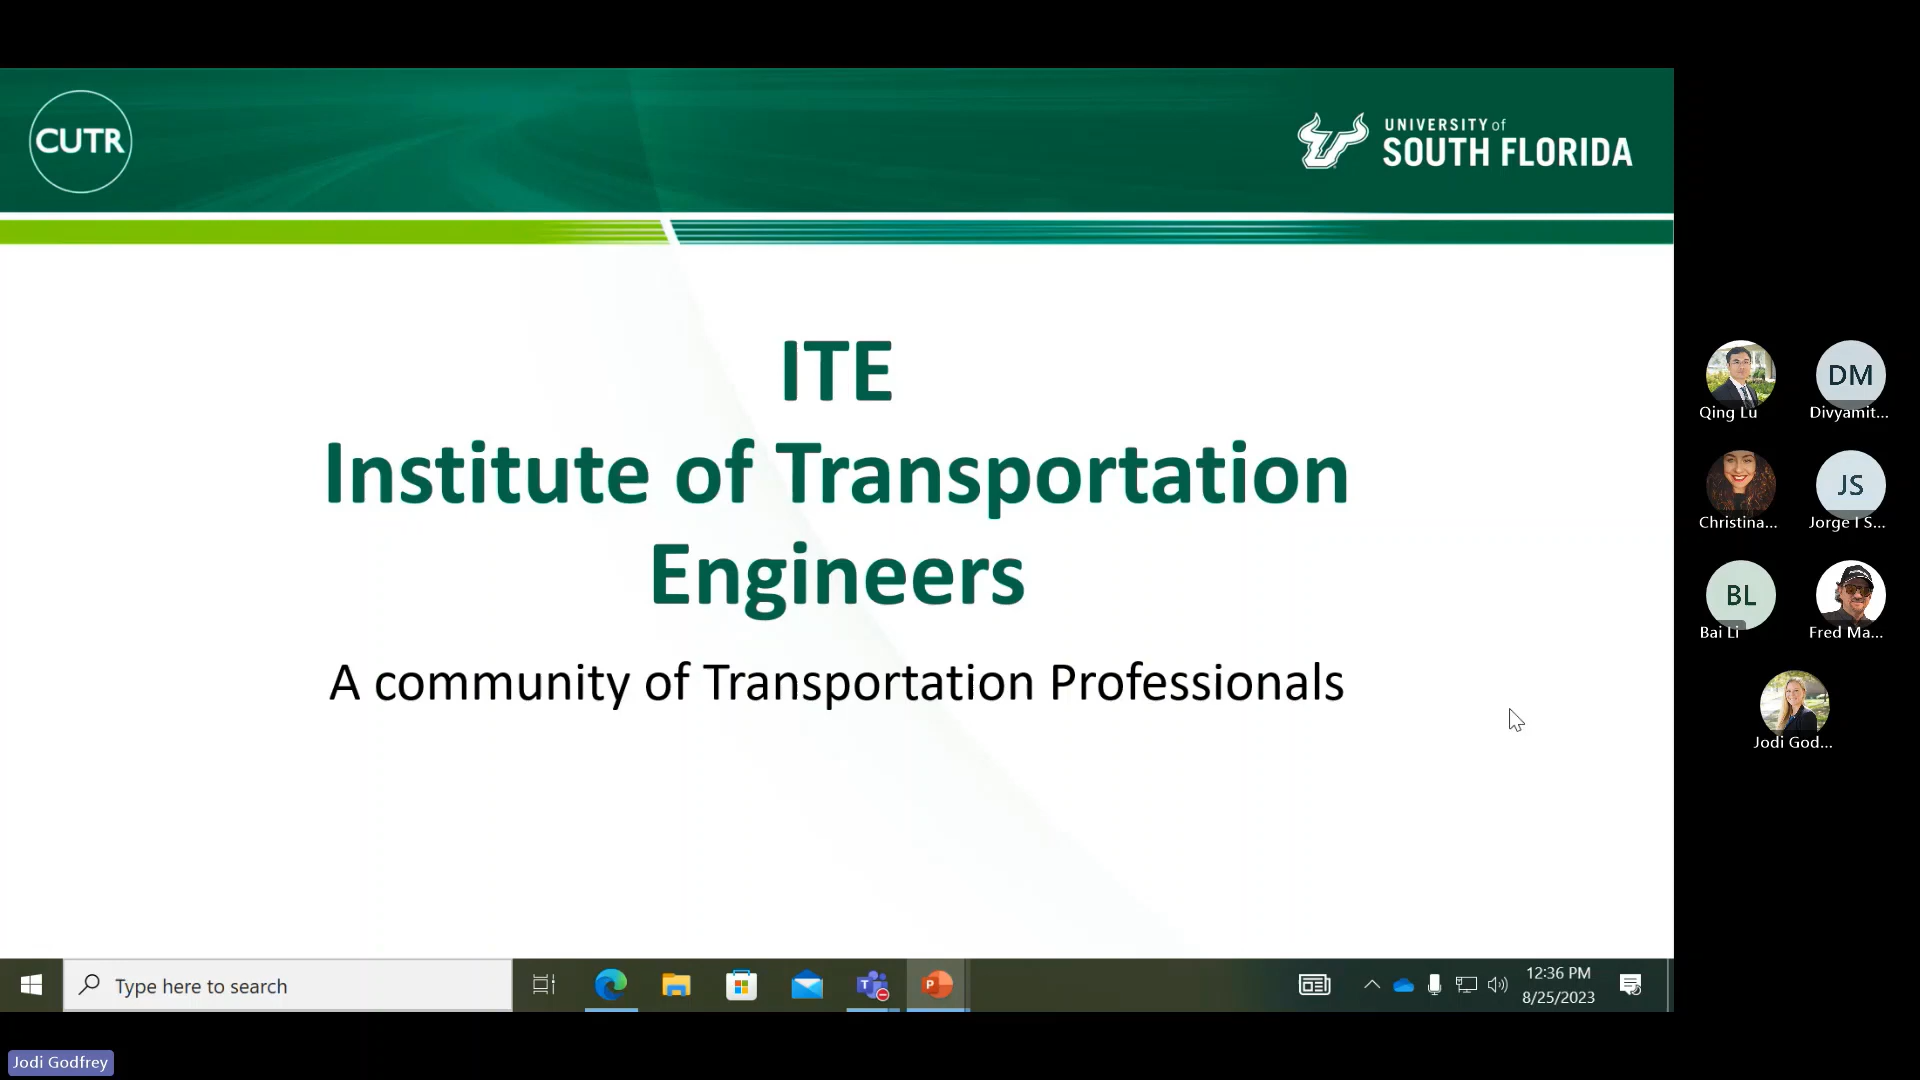 CUTR
UNIVERSITY of
SOUTH FLORIDA
ITE
Institute of Transportation
Engineers
A community of Transportation Professionals
Qing Lu
DM
Divyamit...
Christina...
JS
Jorge I S...
BL
Bai Li
Fred Ma...
Jodi God...
Type here to search
T
P
12:36 PM
8/25/2023
Jodi Godfrey